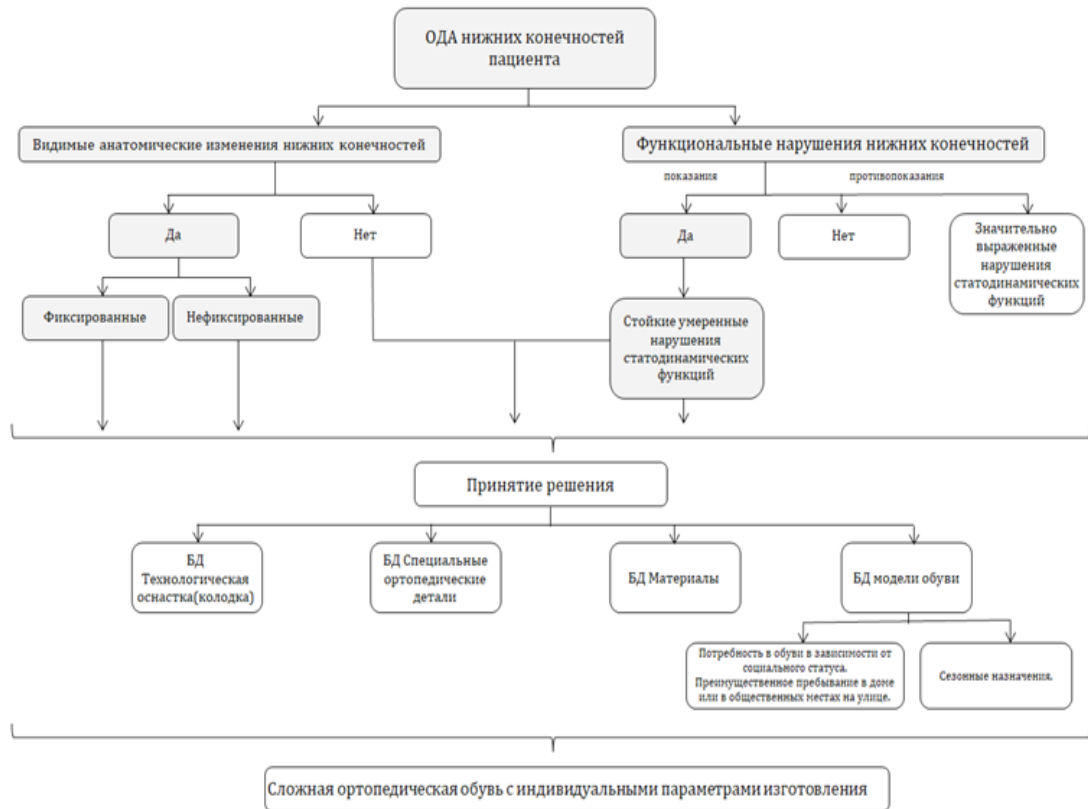 ОДА нижних конечностей
пациента
Видимые анатомические изменения нижних конечностей
Функциональные нарушения нижних конечностей
показания
противопоказания
Да
Нет
Да
Нет
Значительно
выраженные
нарушения
статодинамических
функций
Фиксированные
Нефиксированные
Стойкие умеренные
нарушения
статодинамических
функций
Принятие решения
БД
Технологическая
оснастка(колодка)
БД Специальные
ортопедические
детали
БД Материалы
БД модели обуви
Потребность в обуви в зависимости от
социального статуса.
Преимущественное пребывание в доме
или в общественных местах на улице.
Сезонные назначения.
Сложная ортопедическая обувь с индивидуальными параметрами изготовления